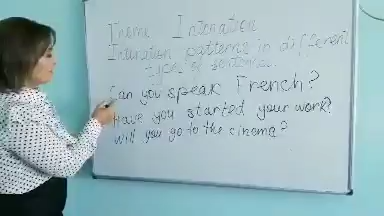 Theme Intonation
Intonation patterns in different
types of sentence.
Can you speak French?
Have you started your work?
Will you go to the cinema?